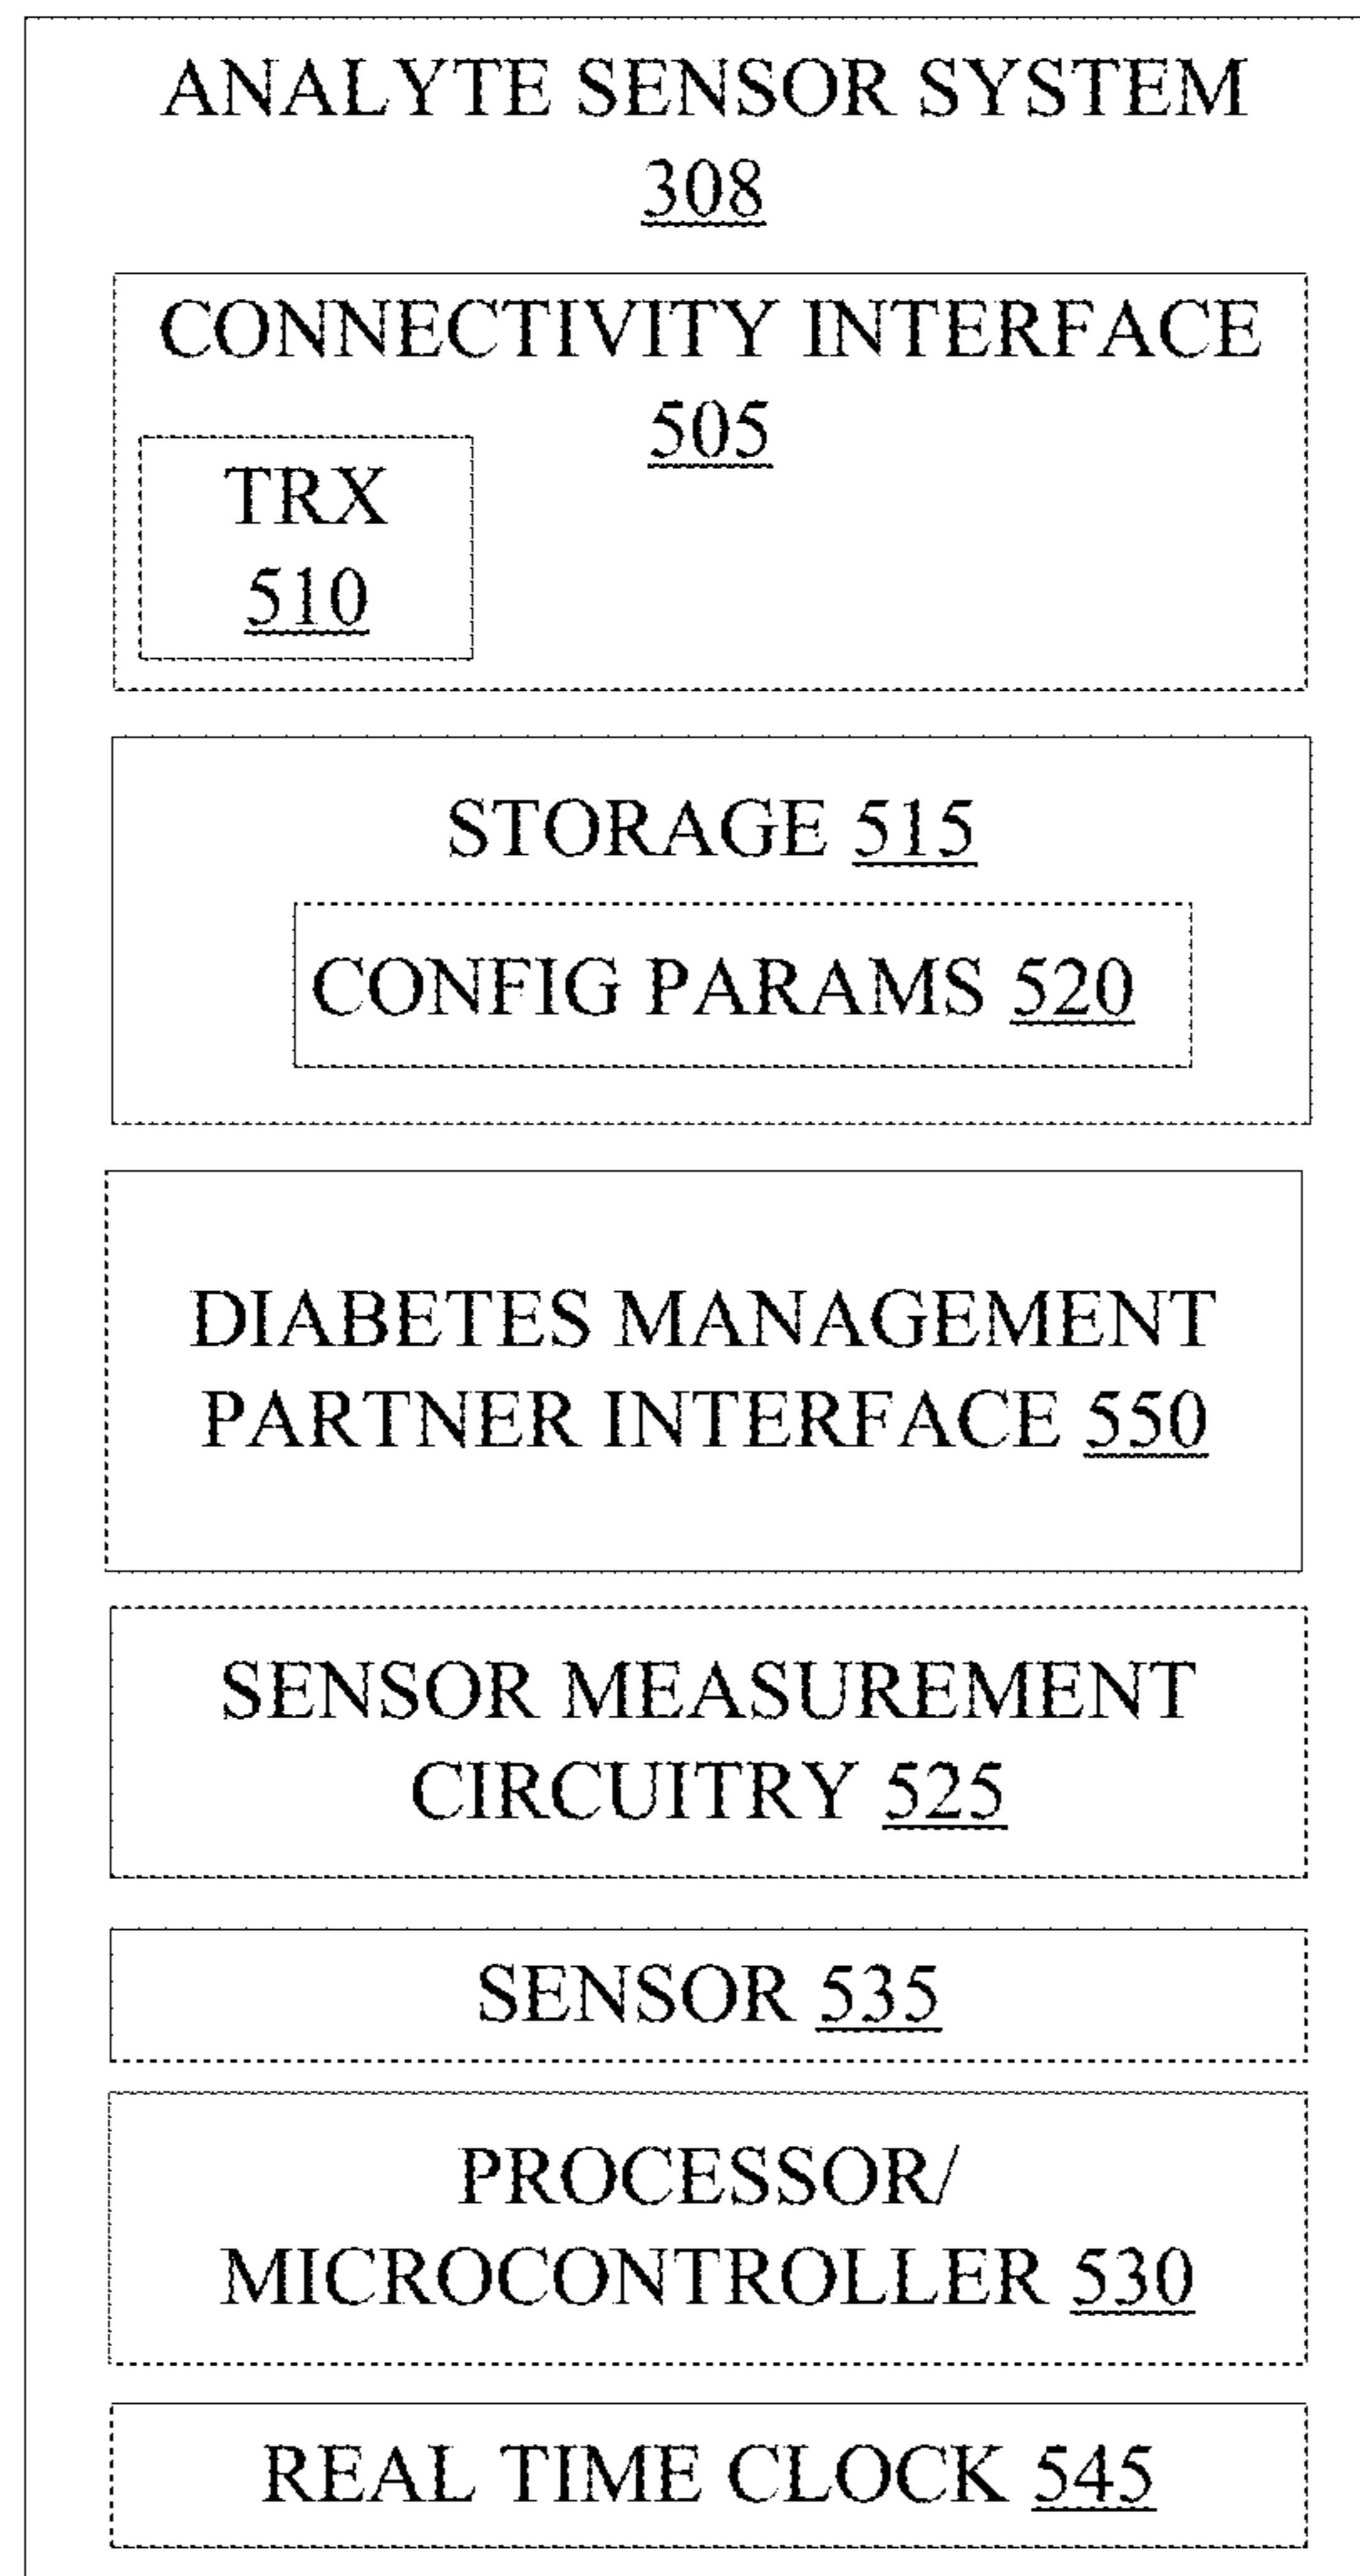 ANALYTE SENSOR SYSTEM
308
CONNECTIVITY INTERFACE
505
TRX
510
STORAGE 515
CONFIG PARAMS 520
DIABETES MANAGEMENT
PARTNER INTERFACE 550
SENSOR MEASUREMENT
CIRCUITRY 525
SENSOR 535
PROCESSOR/
MICROCONTROLLER 530
REAL TIME CLOCK 545